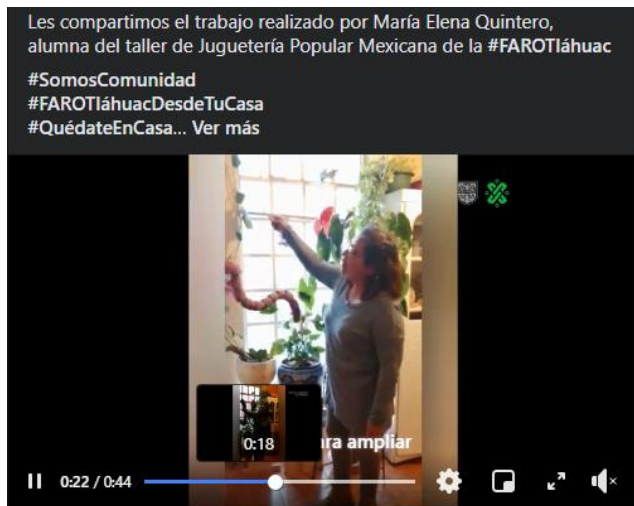 Les compartimos el trabajo realizado por María Elena Quintero,
alumna del taller de Juguetería Popular Mexicana de la #FAROTláhuac
#SomosComunidad
#FAROTláhuacDesdeTuCasa
#QuédateEnCasa... Ver más
0:18
ra ampliar
0:22 / 0:44